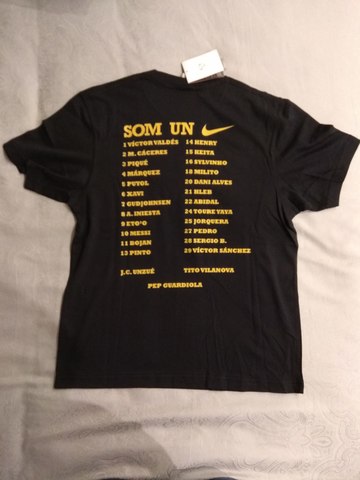 SOM UN
1 VÍCTOR VALDÉS
2 M. CÁCERES
3 PIQUÉ
4 MÁRQUEZ
5 PUYOL
6 XAVI
7 GUDJOHNSEN
8 A. INIESTA
9 ETO'O
10 MESSI
11 BOJAN
13 PINTO
14 HENRY
15 KEITA
16 SYLVINHO
18 MILITO
20 DANI ALVES
21 HLEB
22 ABIDAL
24 TOURE YAYA
25 JORQUERA
27 PEDRO
28 SERGIO B.
29 VÍCTOR SÁNCHEZ
J.C. UNZUÉ
TITO VILANOVA
PEP GUARDIOLA